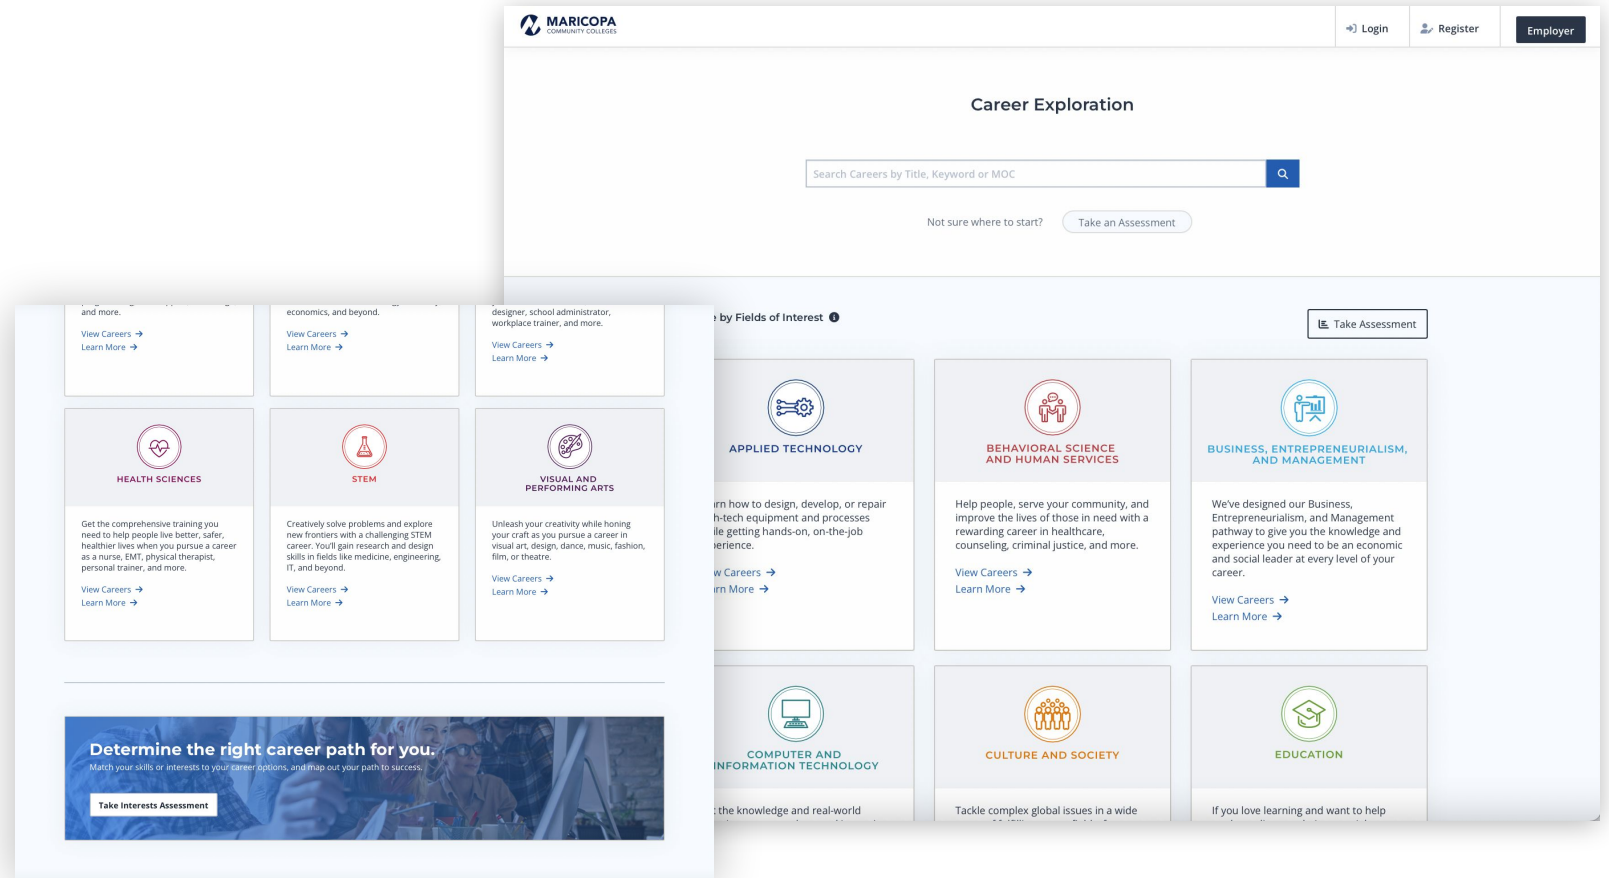 MARICOPA
COMMUNITY COLLEGES
Login
Register
Employer
Career Exploration
Search Careers by Title, Keyword or MOC
Not sure where to start?
Take an Assessment
by Fields of Interest
Take Assessment
APPLIED TECHNOLOGY
how to design, develop, or repair
equipment and processes
getting hands-on, on-the-job
Careers
More
BEHAVIORAL SCIENCE
AND HUMAN SERVICES
Help people, serve your community, and
improve the lives of those in need with a
rewarding career in healthcare,
counseling, criminal justice, and more.
View Careers
Learn More
BUSINESS, ENTREPRENEURIALISM,
AND MANAGEMENT
We've designed our Business,
Entrepreneurialism, and Management
pathway to give you the knowledge and
experience you need to be an economic
and social leader at every level of your
career.
View Careers
Learn More
COMPUTER AND
INFORMATION TECHNOLOGY
the knowledge and real-world
CULTURE AND SOCIETY
Tackle complex global issues in a wide
EDUCATION
If you love learning and want to help
and more.
View Careers
Learn More
economics, and beyond.
View Careers
Learn More
designer, school administrator,
workplace trainer, and more.
View Careers
Learn More
HEALTH SCIENCES
Get the comprehensive training you
need to help people live better, safer,
healthier lives when you pursue a career
as a nurse, EMT, physical therapist,
personal trainer, and more.
View Careers
Learn More
STEM
Creatively solve problems and explore
new frontiers with a challenging STEM
career. You'll gain research and design
skills in fields like medicine, engineering,
IT, and beyond.
View Careers
Learn More
VISUAL AND
PERFORMING ARTS
Unleash your creativity while honing
your craft as you pursue a career in
visual art, design, dance, music, fashion,
film, or theatre.
View Careers
Learn More
Determine the right career path for you.
Match your skills or interests to your career options, and map out your path to success.
Take Interests Assessment